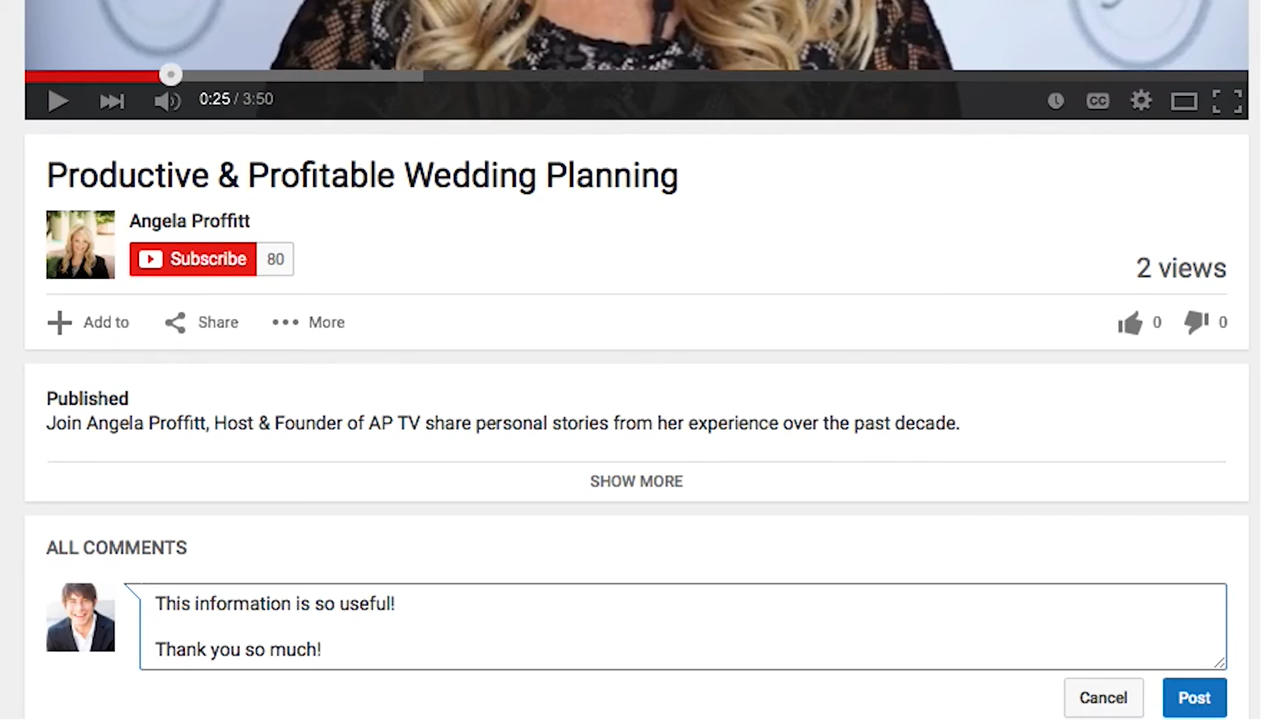 0:25 / 3:50
CC
Productive & Profitable Wedding Planning
Angela Proffitt
Subscribe 80
2 views
Add to Share More 0 0
Published
Join Angela Proffitt, Host & Founder of AP TV share personal stories from her experience over the past decade.
SHOW MORE
ALL COMMENTS
This information is so useful!
Thank you so much!
Cancel Post